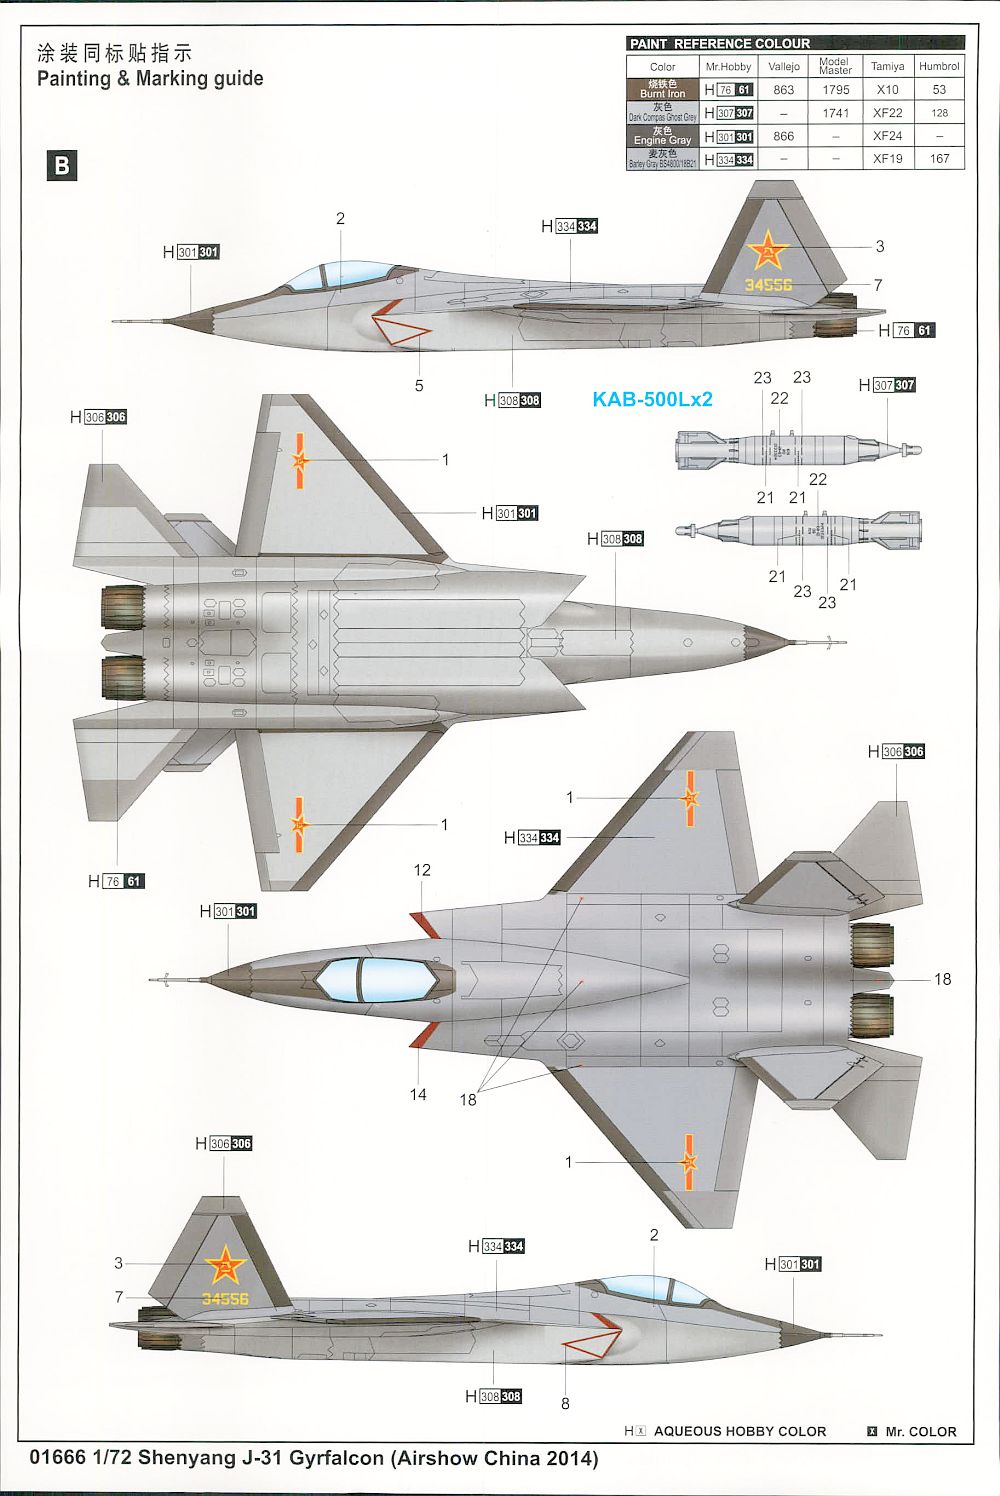 涂装同标贴指示
Painting & Marking guide
PAINT REFERENCE COLOUR
Color Mr.Hobby Vallejo Model Master Tamiya Humbrol
烧铁色 Burnt Iron H 76 61 863 1795 X10 53
灰色 Dark Compas Ghost Grey H 307 307 – 1741 XF22 128
灰色 Engine Gray H 301 301 866 – XF24 –
麦灰色 Barley Gray BS4800/18B21 H 334 334 – – XF19 167
B
2
H 334 334
H 301 301
3
34556
7
H 76 61
5
H 308 308
KAB-500Lx2
23 23
22
H 307 307
21 21
22
21
23
23
21
H 306 306
1
H 301 301
H 308 308
1
H 76 61
H 306 306
1
H 334 334
12
H 301 301
18
14
18
1
H 306 306
3
7
34556
H 334 334
2
H 301 301
H 308 308
8
H x AQUEOUS HOBBY COLOR x Mr. COLOR
01666 1/72 Shenyang J-31 Gyrfalcon (Airshow China 2014)